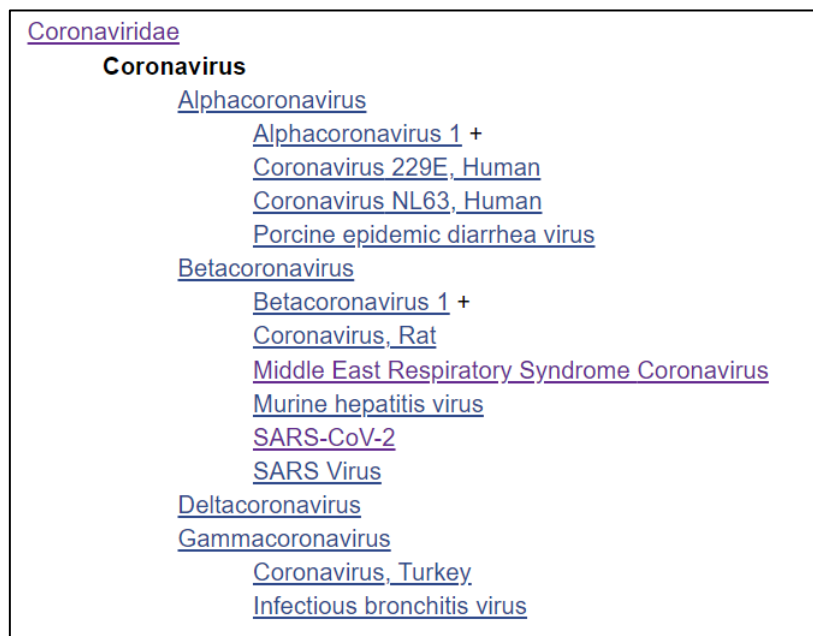 Coronaviridae
Coronavirus
Alphacoronavirus
Alphacoronavirus 1 +
Coronavirus 229E, Human
Coronavirus NL63, Human
Porcine epidemic diarrhea virus
Betacoronavirus
Betacoronavirus 1 +
Coronavirus, Rat
Middle East Respiratory Syndrome Coronavirus
Murine hepatitis virus
SARS-CoV-2
SARS Virus
Deltacoronavirus
Gammacoronavirus
Coronavirus, Turkey
Infectious bronchitis virus